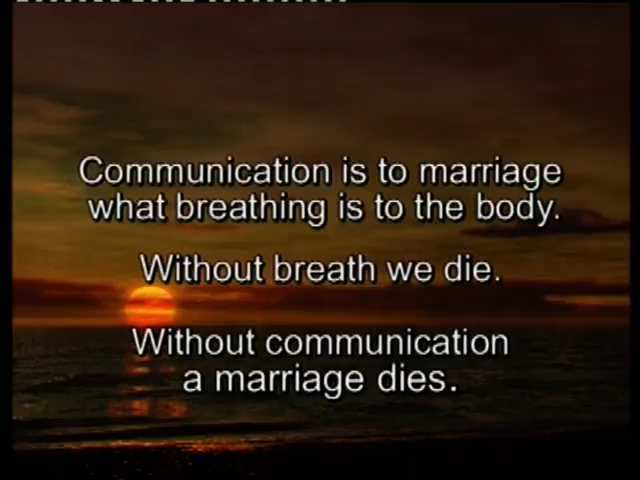 Communication is to marriage
what breathing is to the body.
Without breath we die.
Without communication
a marriage dies.